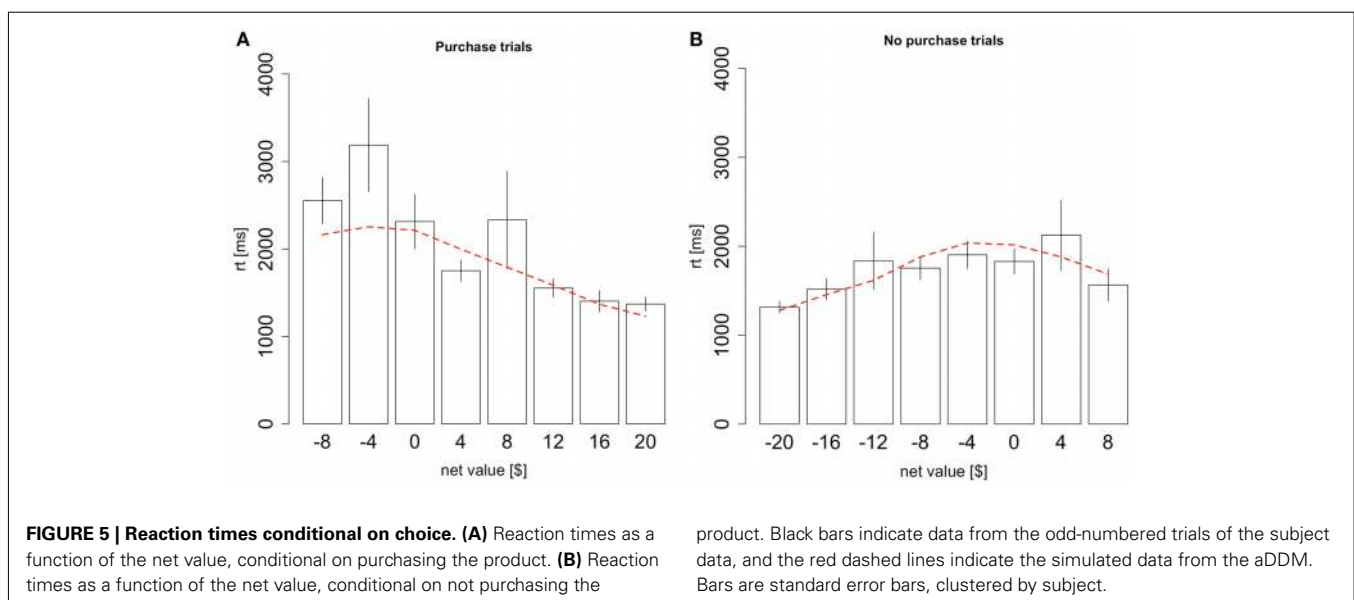 A
Purchase trials
4000
3000
2000
1000
0
rt [ms]
-8 -4 0 4 8 12 16 20
net value [$]
B
No purchase trials
4000
3000
2000
1000
0
rt [ms]
-20 -16 -12 -8 -4 0 4 8
net value [$]
FIGURE 5 | Reaction times conditional on choice. (A) Reaction times as a
function of the net value, conditional on purchasing the product. (B) Reaction
times as a function of the net value, conditional on not purchasing the
product. Black bars indicate data from the odd-numbered trials of the subject
data, and the red dashed lines indicate the simulated data from the aDDM.
Bars are standard error bars, clustered by subject.